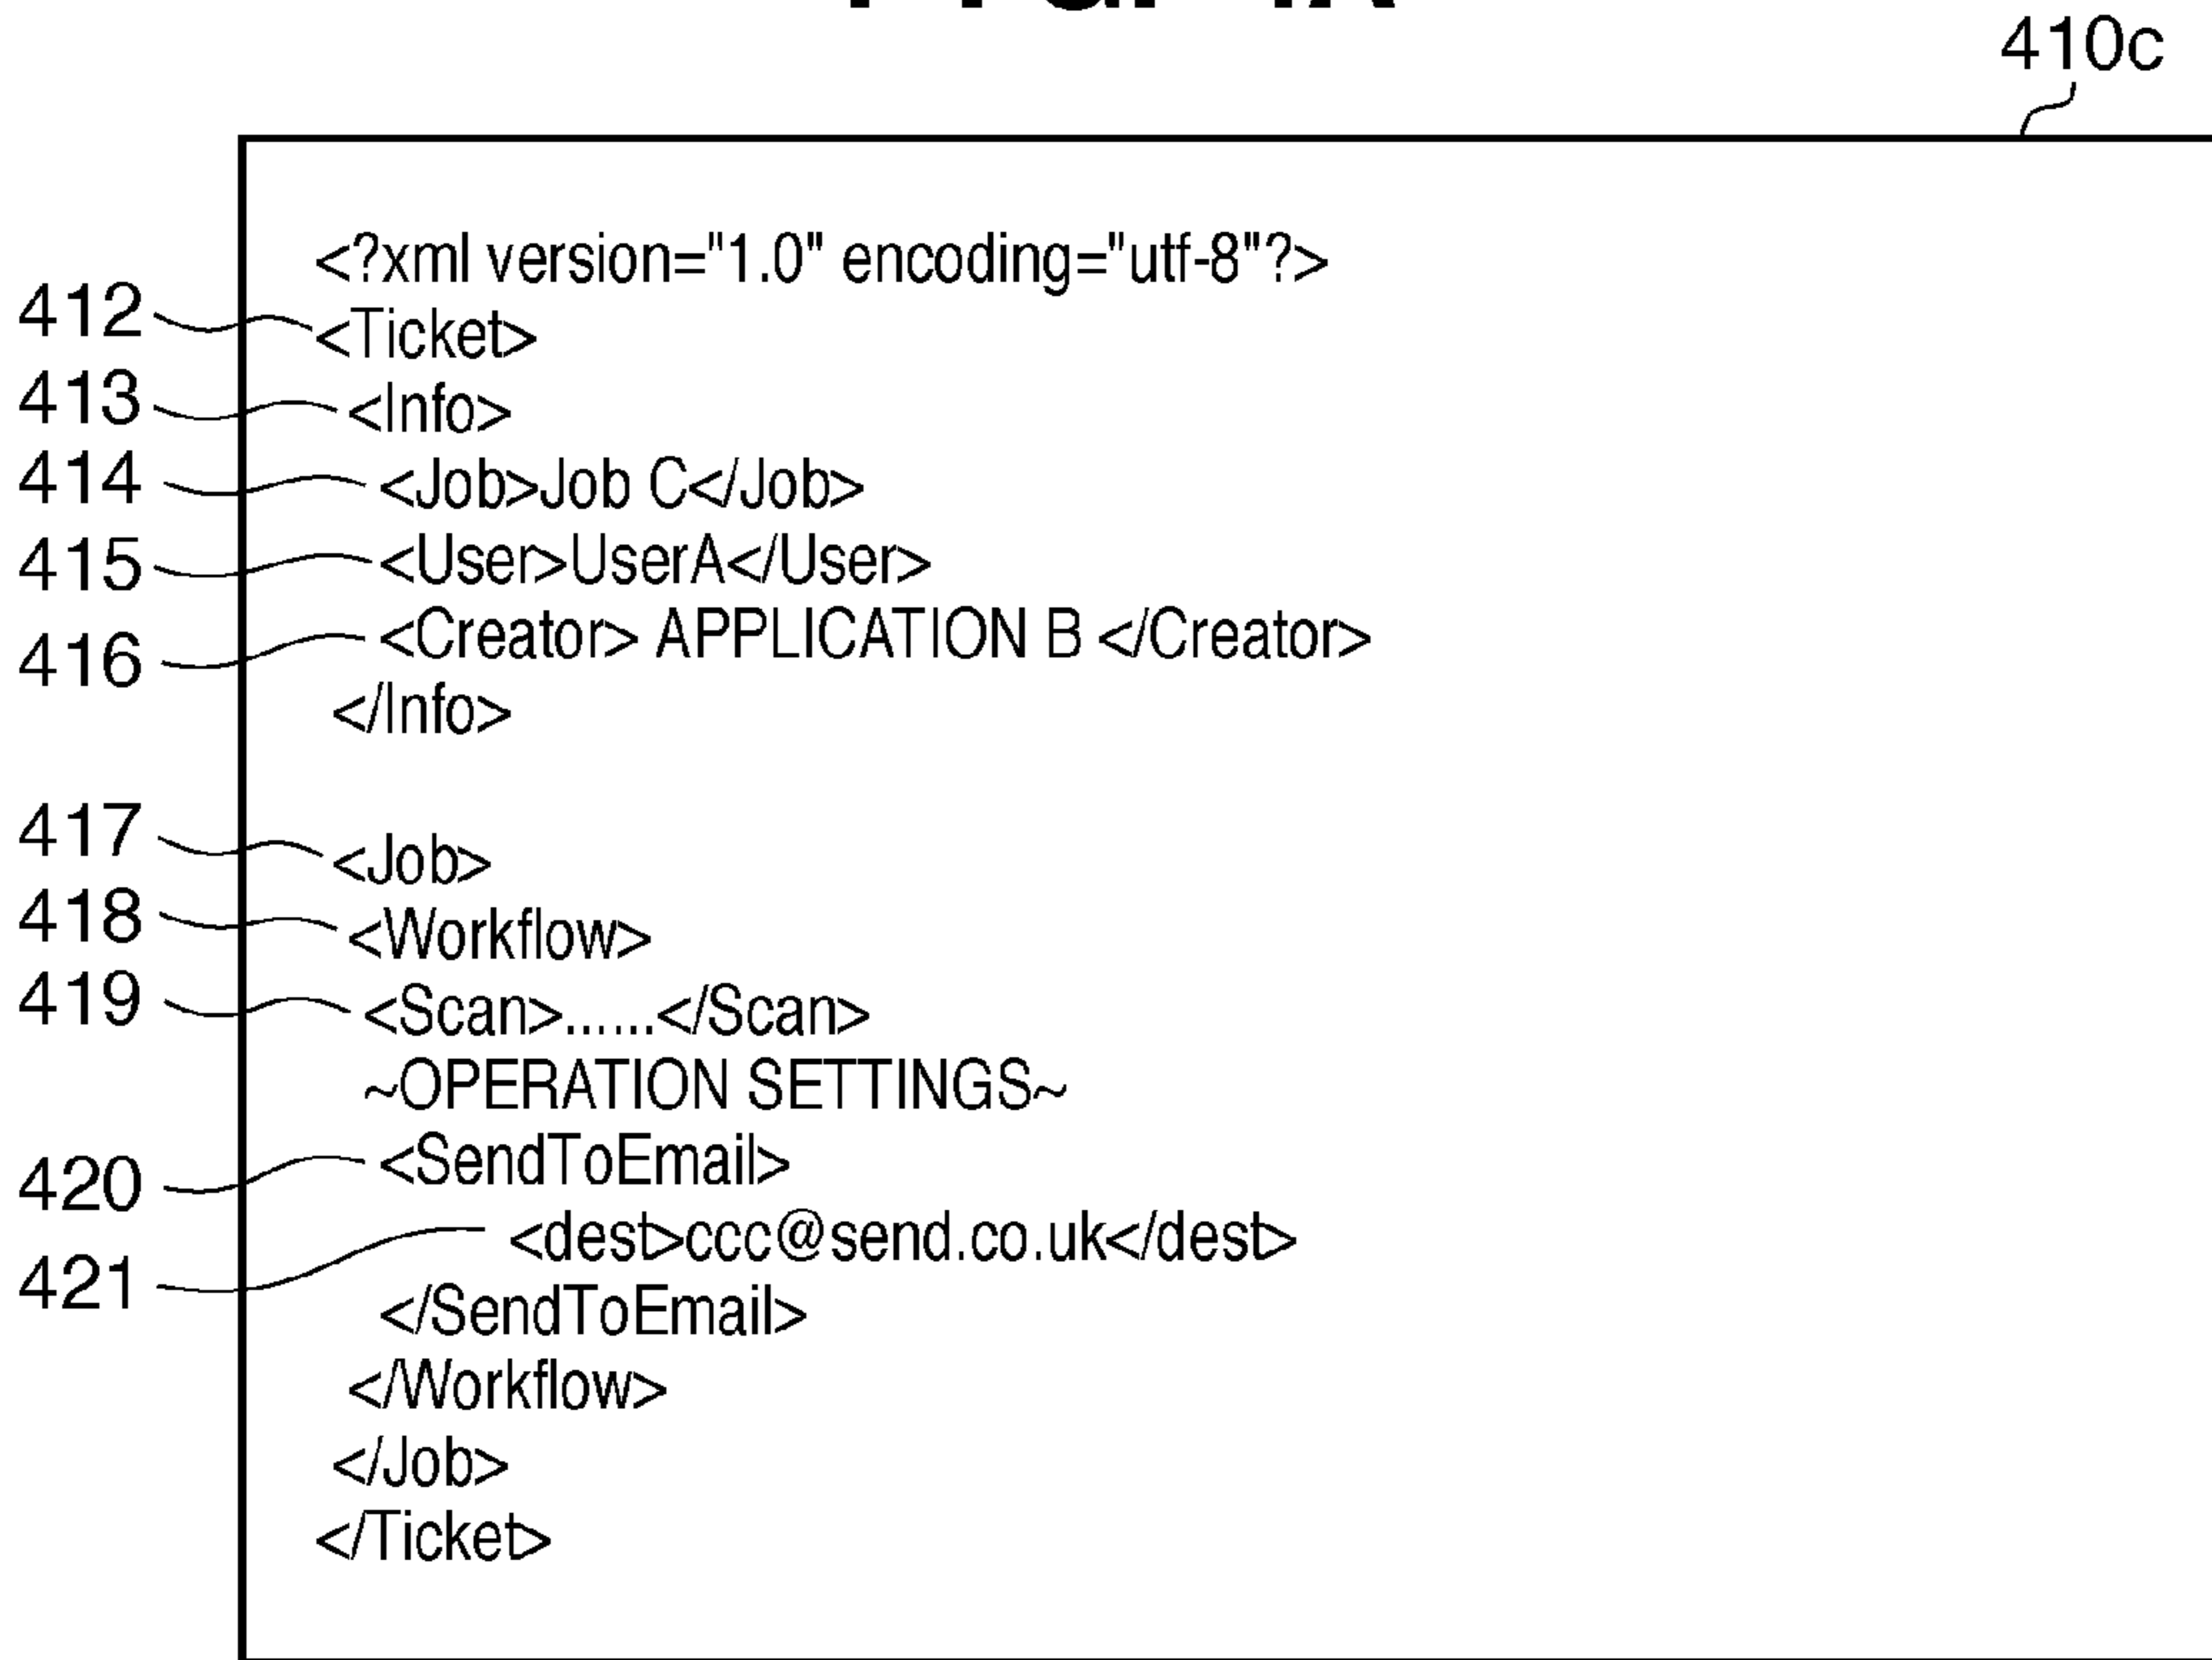 410c
<?xml version="1.0" encoding="utf-8"?>
412 <Ticket>
413 <Info>
414 <Job>Job C</Job>
415 <User>UserA</User>
416 <Creator> APPLICATION B </Creator>
</Info>
417 <Job>
418 <Workflow>
419 <Scan>......</Scan>
~OPERATION SETTINGS~
420 <SendToEmail>
421 <dest>ccc@send.co.uk</dest>
</SendToEmail>
</Workflow>
</Job>
</Ticket>